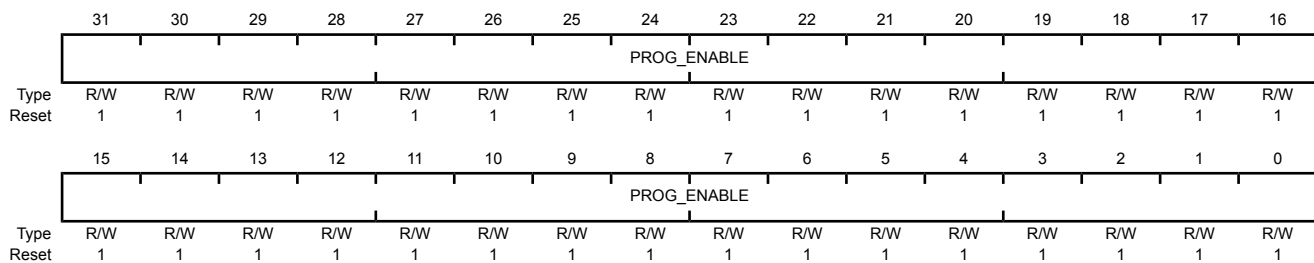 31 30 29 28 27 26 25 24 23 22 21 20 19 18 17 16
PROG_ENABLE
Type R/W R/W R/W R/W R/W R/W R/W R/W R/W R/W R/W R/W R/W R/W R/W R/W
Reset 1 1 1 1 1 1 1 1 1 1 1 1 1 1 1 1
15 14 13 12 11 10 9 8 7 6 5 4 3 2 1 0
PROG_ENABLE
Type R/W R/W R/W R/W R/W R/W R/W R/W R/W R/W R/W R/W R/W R/W R/W R/W
Reset 1 1 1 1 1 1 1 1 1 1 1 1 1 1 1 1